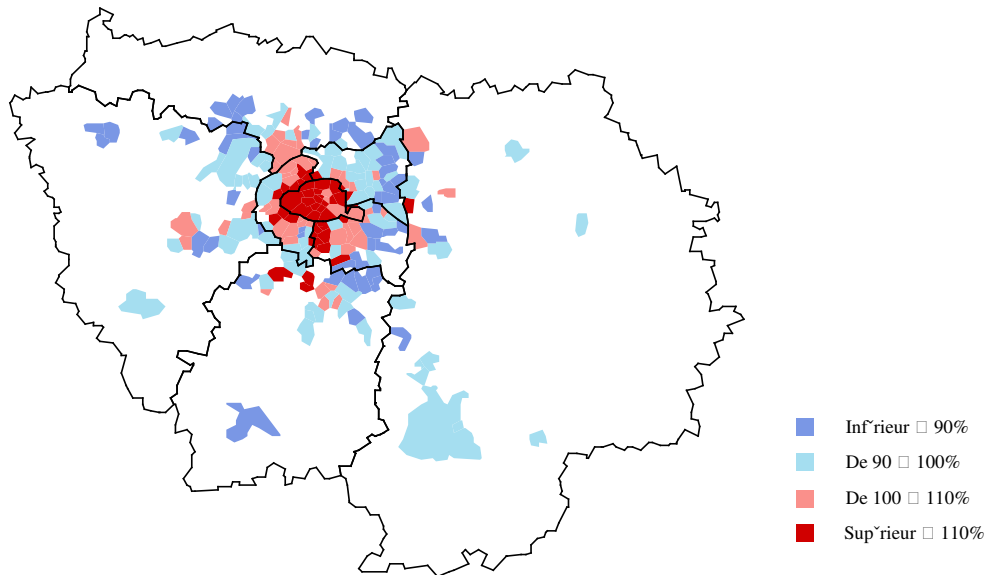 Infˇrieur □ 90%
De 90 □ 100%
De 100 □ 110%
Supˇrieur □ 110%